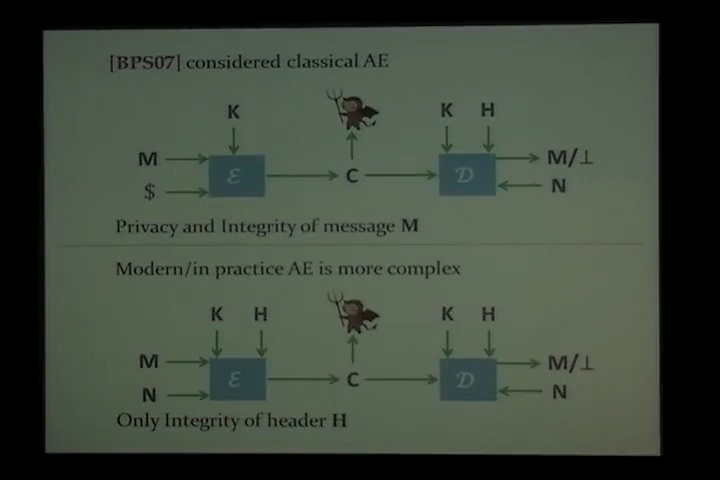 [BPS07] considered classical AE
K K H
M ℰ C 𝒟 M/⊥
$ N
Privacy and Integrity of message M
Modern/in practice AE is more complex
K H K H
M ℰ C 𝒟 M/⊥
N N
Only Integrity of header H